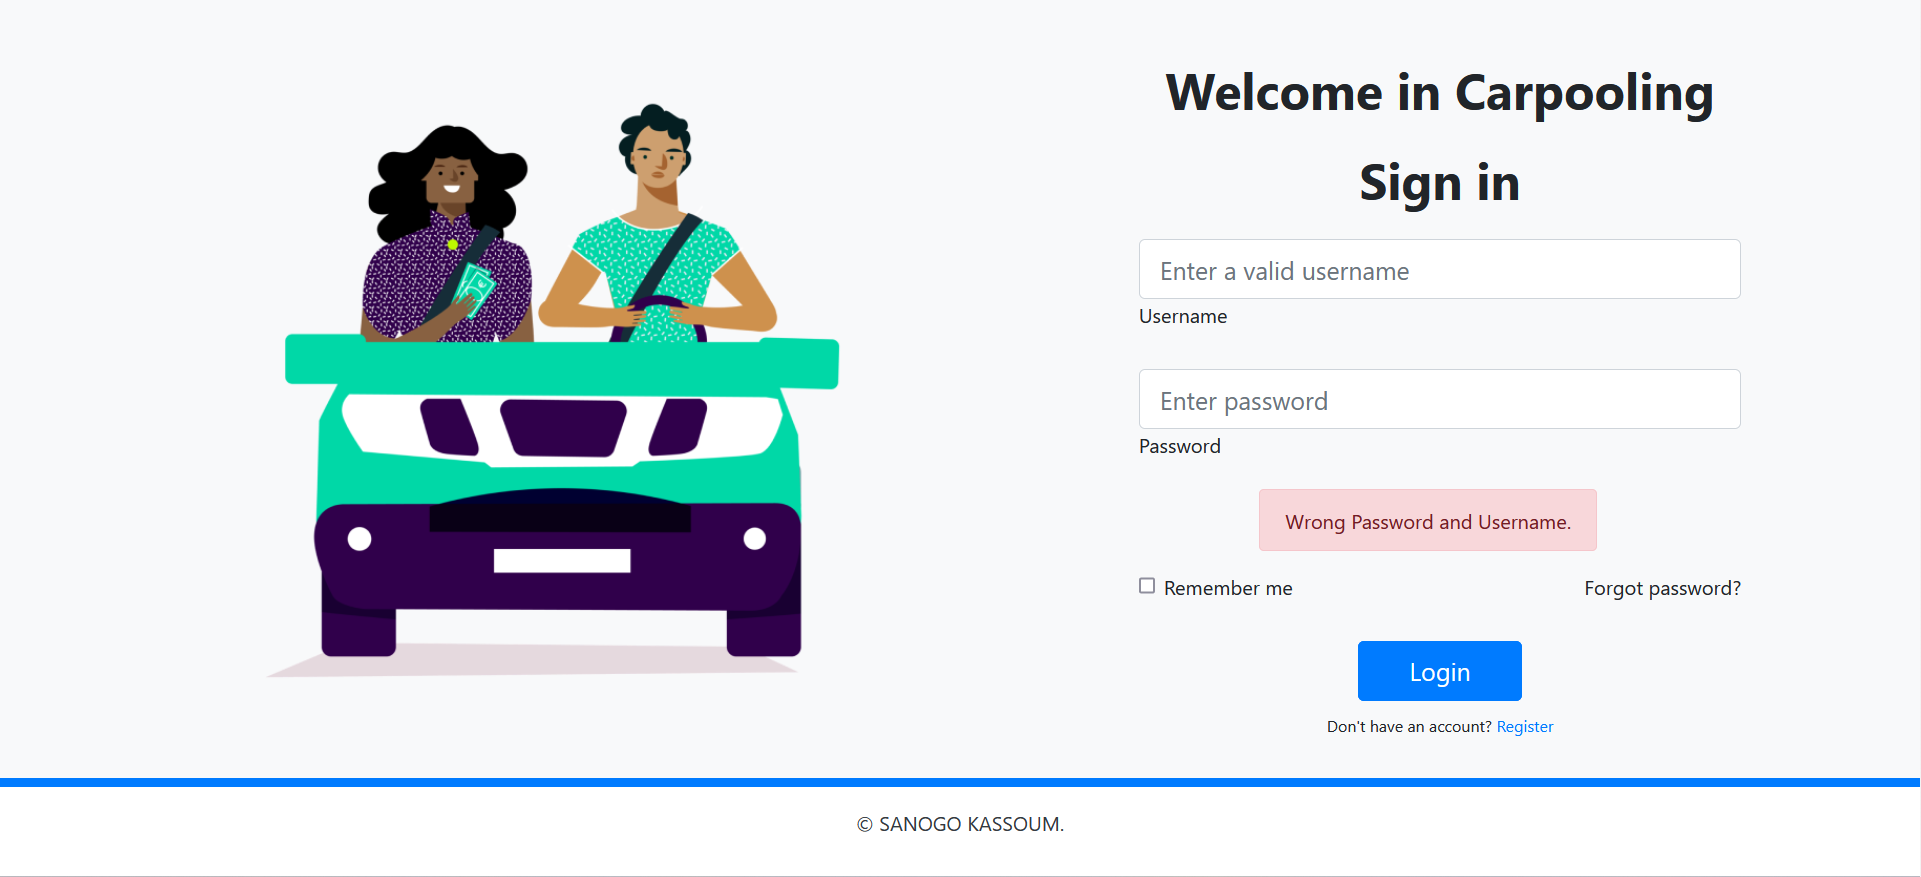 Welcome in Carpooling
Sign in
Enter a valid username
Username
Enter password
Password
Wrong Password and Username.
Remember me
Forgot password?
Login
Don't have an account? Register
© SANOGO KASSOUM.